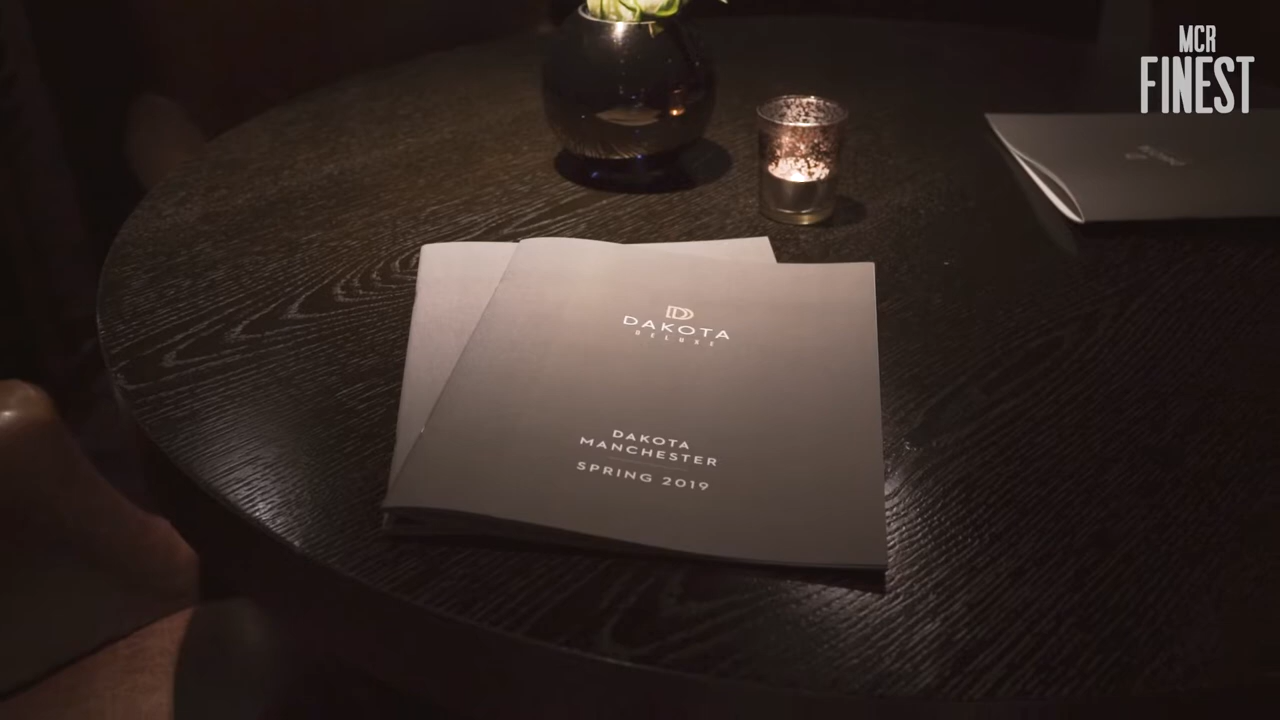 MCR
FINEST
DAKOTA
DELUXE
DAKOTA
MANCHESTER
SPRING 2019